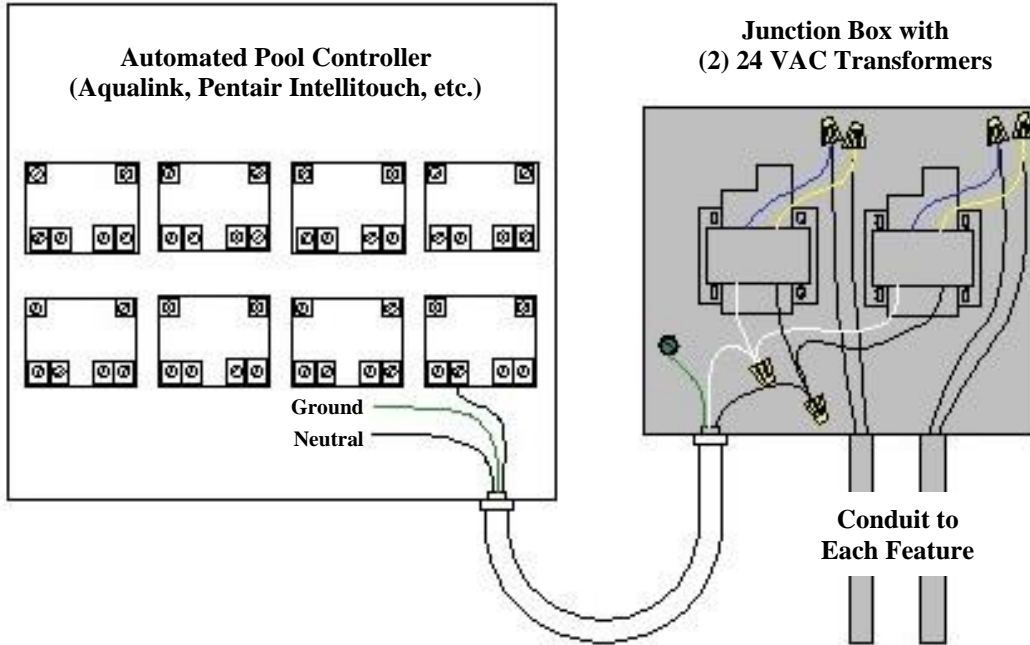 Automated Pool Controller
(Aqualink, Pentair Intellitouch, etc.)
Junction Box with
(2) 24 VAC Transformers
Ground
Neutral
Conduit to
Each Feature